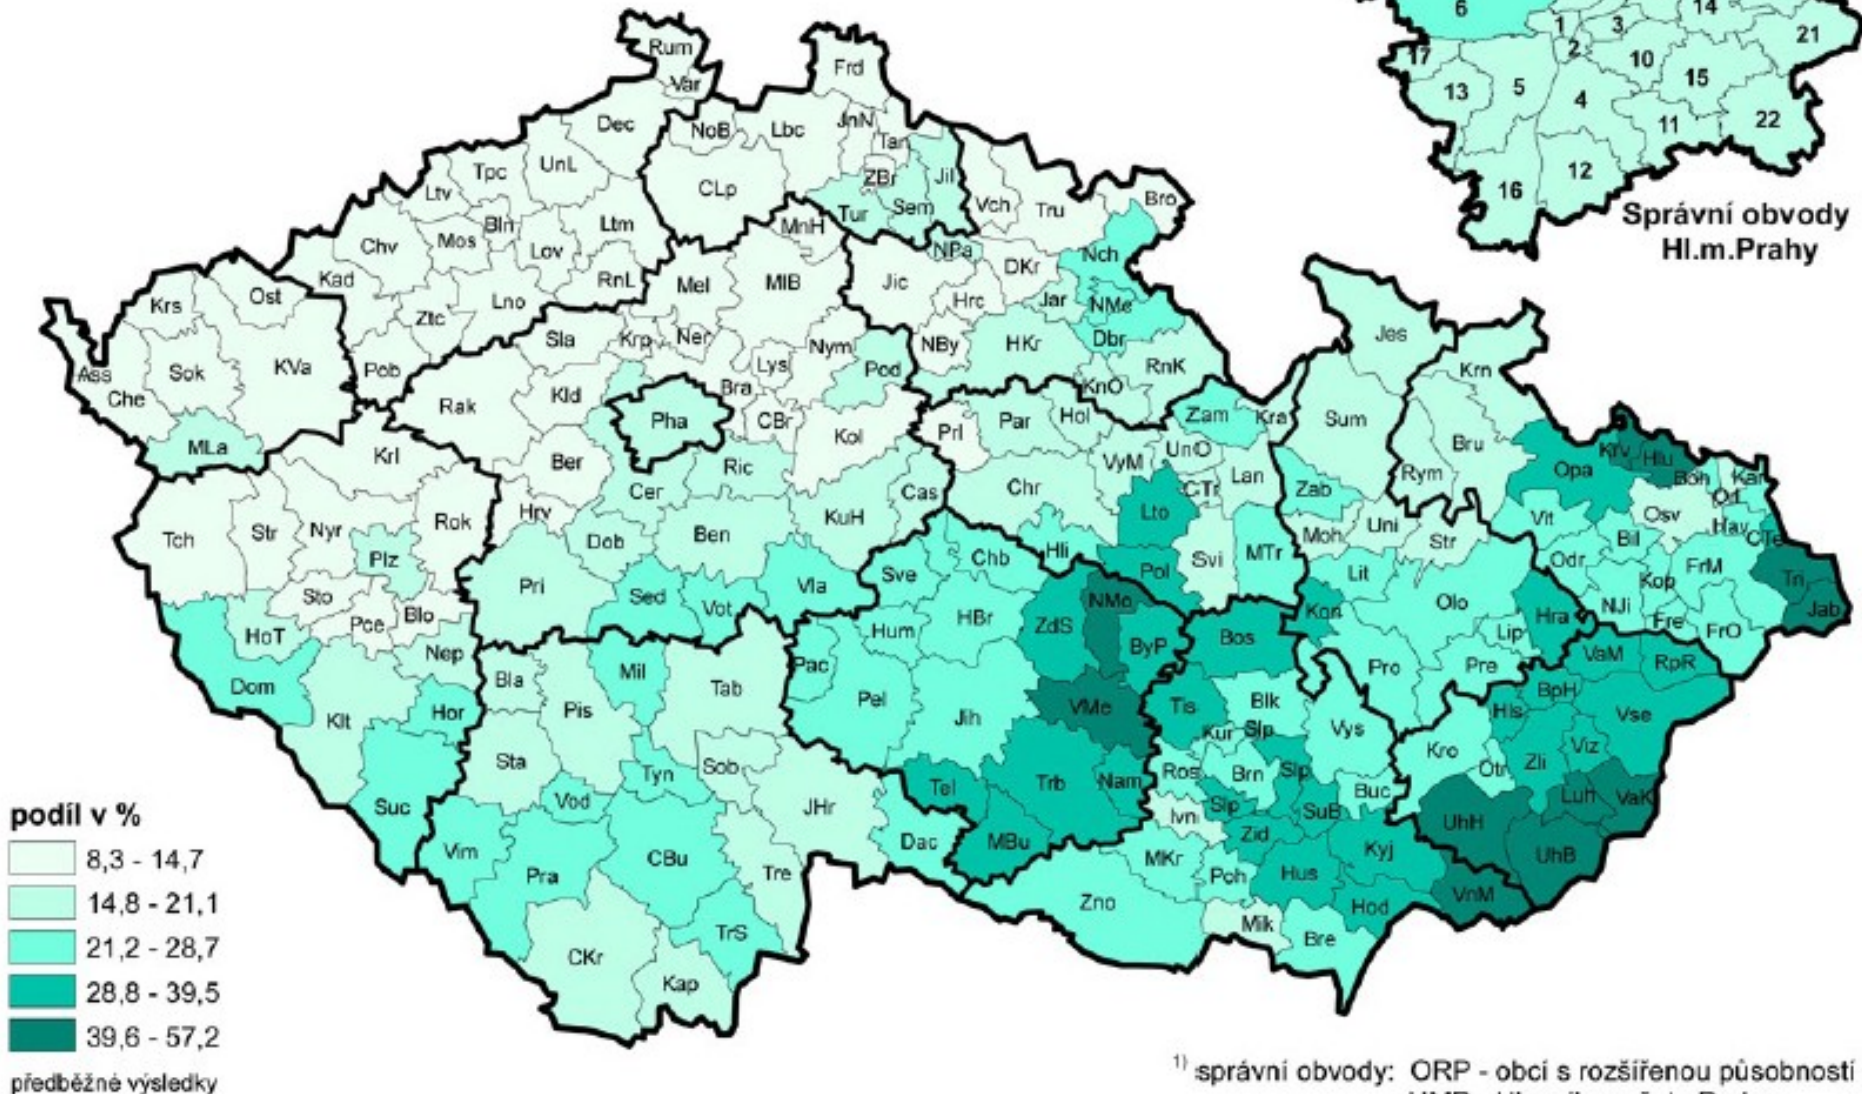 6
14
1
3
21
17
2
10
15
13
5
4
11
22
12
16
Správní obvody
Hl.m.Prahy
Rum
Var
Frd
Dec
NoB
Lbc
JnN
Tan
Tpc
UnL
ZBr
Jil
Ltv
CLp
Sem
Tur
Vch
Tru
Bro
Bln
Ltm
MnH
Chv
Mos
Lov
NPa
Nch
Kad
RnL
Mel
MlB
Jic
DKr
Krs
Ost
Lno
Hrc
Jar
NMe
Ztc
Sla
Krp
Ner
Nym
NBy
HKr
Dbr
Jes
Ass
Sok
KVa
Pob
Lys
Pod
RnK
Krn
Che
Kld
Bra
KnO
Rak
Pha
CBr
Kol
Prl
Par
Hol
Zam
Kra
Sum
MLa
Krl
Ber
Ric
VyM
UnO
Bru
Krv
Hlu
Cer
Cas
Chr
CTr
Lan
Zab
Rym
Opa
Boh
Kar
Orl
Tch
Str
Nyr
Rok
Hrv
Dob
Ben
KuH
Lto
Moh
Uni
Str
Vit
Osv
Hav
CTe
Plz
Hli
Svi
MTr
Bil
Pri
Sed
Vot
Vla
Sve
Chb
Pol
Lit
Odr
Kop
FrM
Tri
Sto
Pce
Blo
HBr
ZdS
NMo
Kon
Olo
Hra
NJi
Fre
FrO
Jab
HoT
Nep
Hum
ByP
Bos
Lip
VaM
RpR
Dom
Bla
Mil
Tab
Pac
Pel
Pro
Pre
BpH
Klt
Hor
Pis
Jih
VMe
Tis
Blk
Vys
Hls
Vse
Sta
Tyn
Sob
Kur
Slp
Kro
Otr
Zli
Viz
Suc
Vod
JHr
Tel
Trb
Nam
Ros
Brn
Slp
Buc
Luh
VaK
Vim
CBu
Dac
MBu
Ivn
Slp
SuB
UhH
Pra
Tre
Zid
Kyj
UhB
MKr
Poh
Hus
VnM
TrS
Zno
Mik
Hod
CKr
Kap
Bre
podíl v %
8,3 - 14,7
14,8 - 21,1
21,2 - 28,7
28,8 - 39,5
39,6 - 57,2
předběžné výsledky
1) správní obvody: ORP - obcí s rozšířenou působností